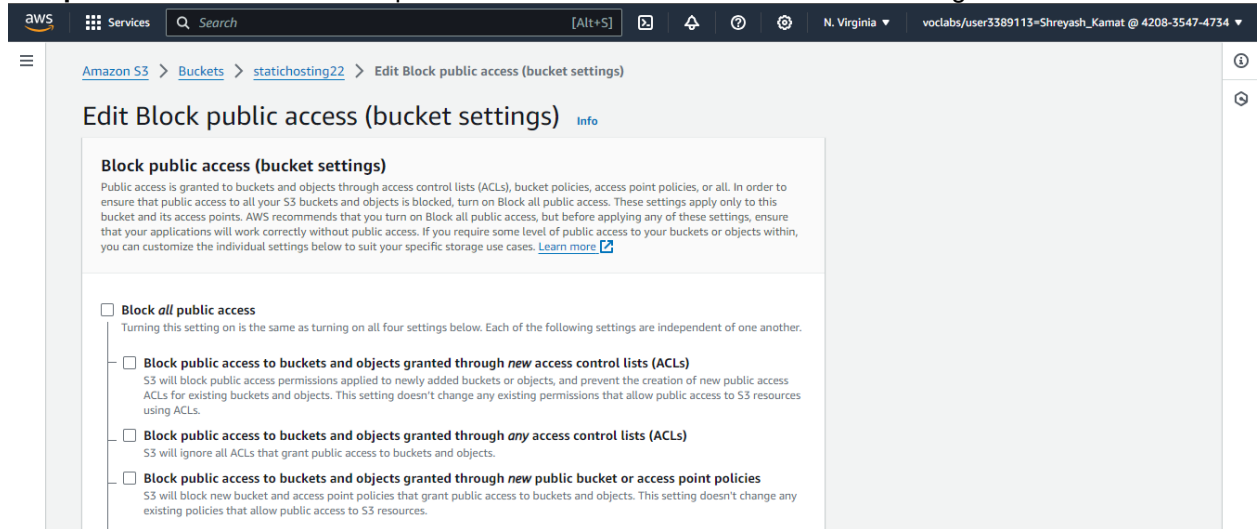 aws Services Search [Alt+S] N. Virginia ▼ voclabs/user3389113=Shreyash_Kamat @ 4208-3547-4734 ▼
Amazon S3 > Buckets > statichosting22 > Edit Block public access (bucket settings)
Edit Block public access (bucket settings) Info
Block public access (bucket settings)
Public access is granted to buckets and objects through access control lists (ACLs), bucket policies, access point policies, or all. In order to
ensure that public access to all your S3 buckets and objects is blocked, turn on Block all public access. These settings apply only to this
bucket and its access points. AWS recommends that you turn on Block all public access, but before applying any of these settings, ensure
that your applications will work correctly without public access. If you require some level of public access to your buckets or objects within,
you can customize the individual settings below to suit your specific storage use cases. Learn more
Block all public access
Turning this setting on is the same as turning on all four settings below. Each of the following settings are independent of one another.
Block public access to buckets and objects granted through new access control lists (ACLs)
S3 will block public access permissions applied to newly added buckets or objects, and prevent the creation of new public access
ACLs for existing buckets and objects. This setting doesn't change any existing permissions that allow public access to S3 resources
using ACLs.
Block public access to buckets and objects granted through any access control lists (ACLs)
S3 will ignore all ACLs that grant public access to buckets and objects.
Block public access to buckets and objects granted through new public bucket or access point policies
S3 will block new bucket and access point policies that grant public access to buckets and objects. This setting doesn't change any
existing policies that allow public access to S3 resources.